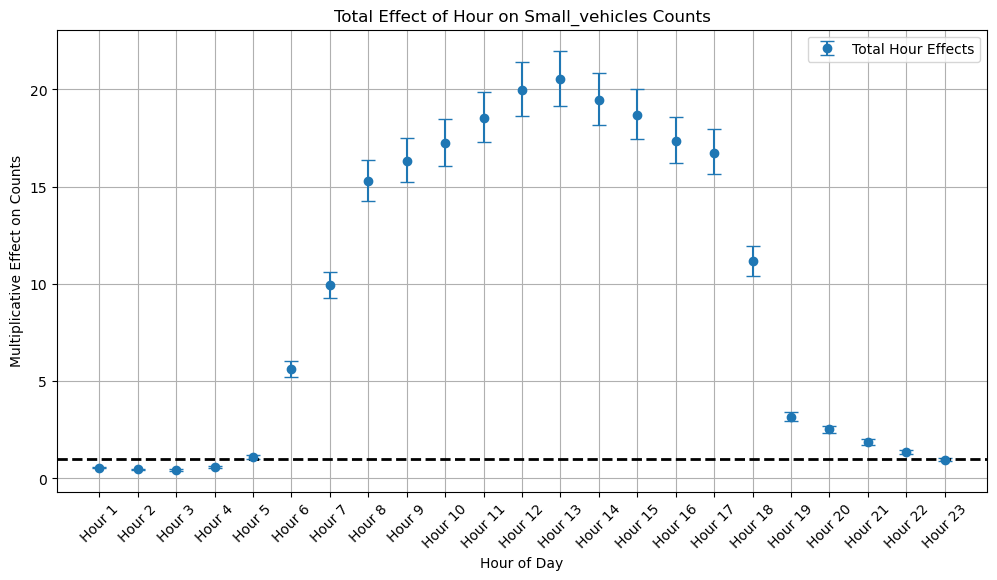 Total Effect of Hour on Small_vehicles Counts
Total Hour Effects
Multiplicative Effect on Counts
20
15
10
5
0
Hour 1
Hour 2
Hour 3
Hour 4
Hour 5
Hour 6
Hour 7
Hour 8
Hour 9
Hour 10
Hour 11
Hour 12
Hour 13
Hour 14
Hour 15
Hour 16
Hour 17
Hour 18
Hour 19
Hour 20
Hour 21
Hour 22
Hour 23
Hour of Day